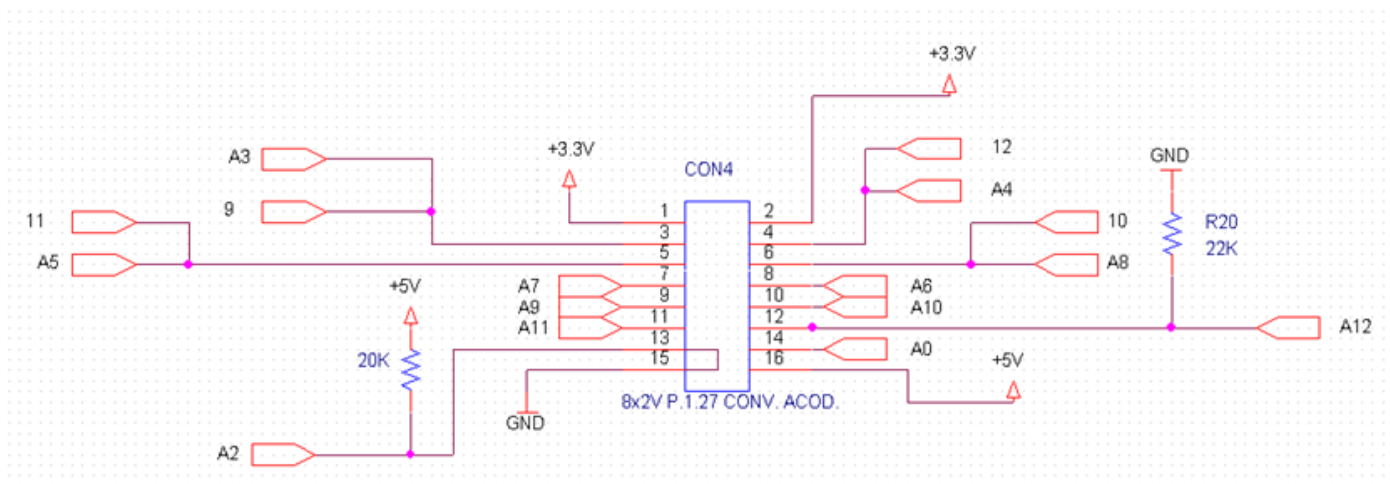 +3.3V
12
A3
+3.3V
GND
CON4
A4
9
1
2
11
10
R20
3
4
22K
5
6
A5
A8
7
8
A7
A6
+5V
9
10
A9
A10
11
12
A11
A12
13
14
A0
20K
15
16
+5V
8x2V P.1.27 CONV. ACOD.
GND
A2